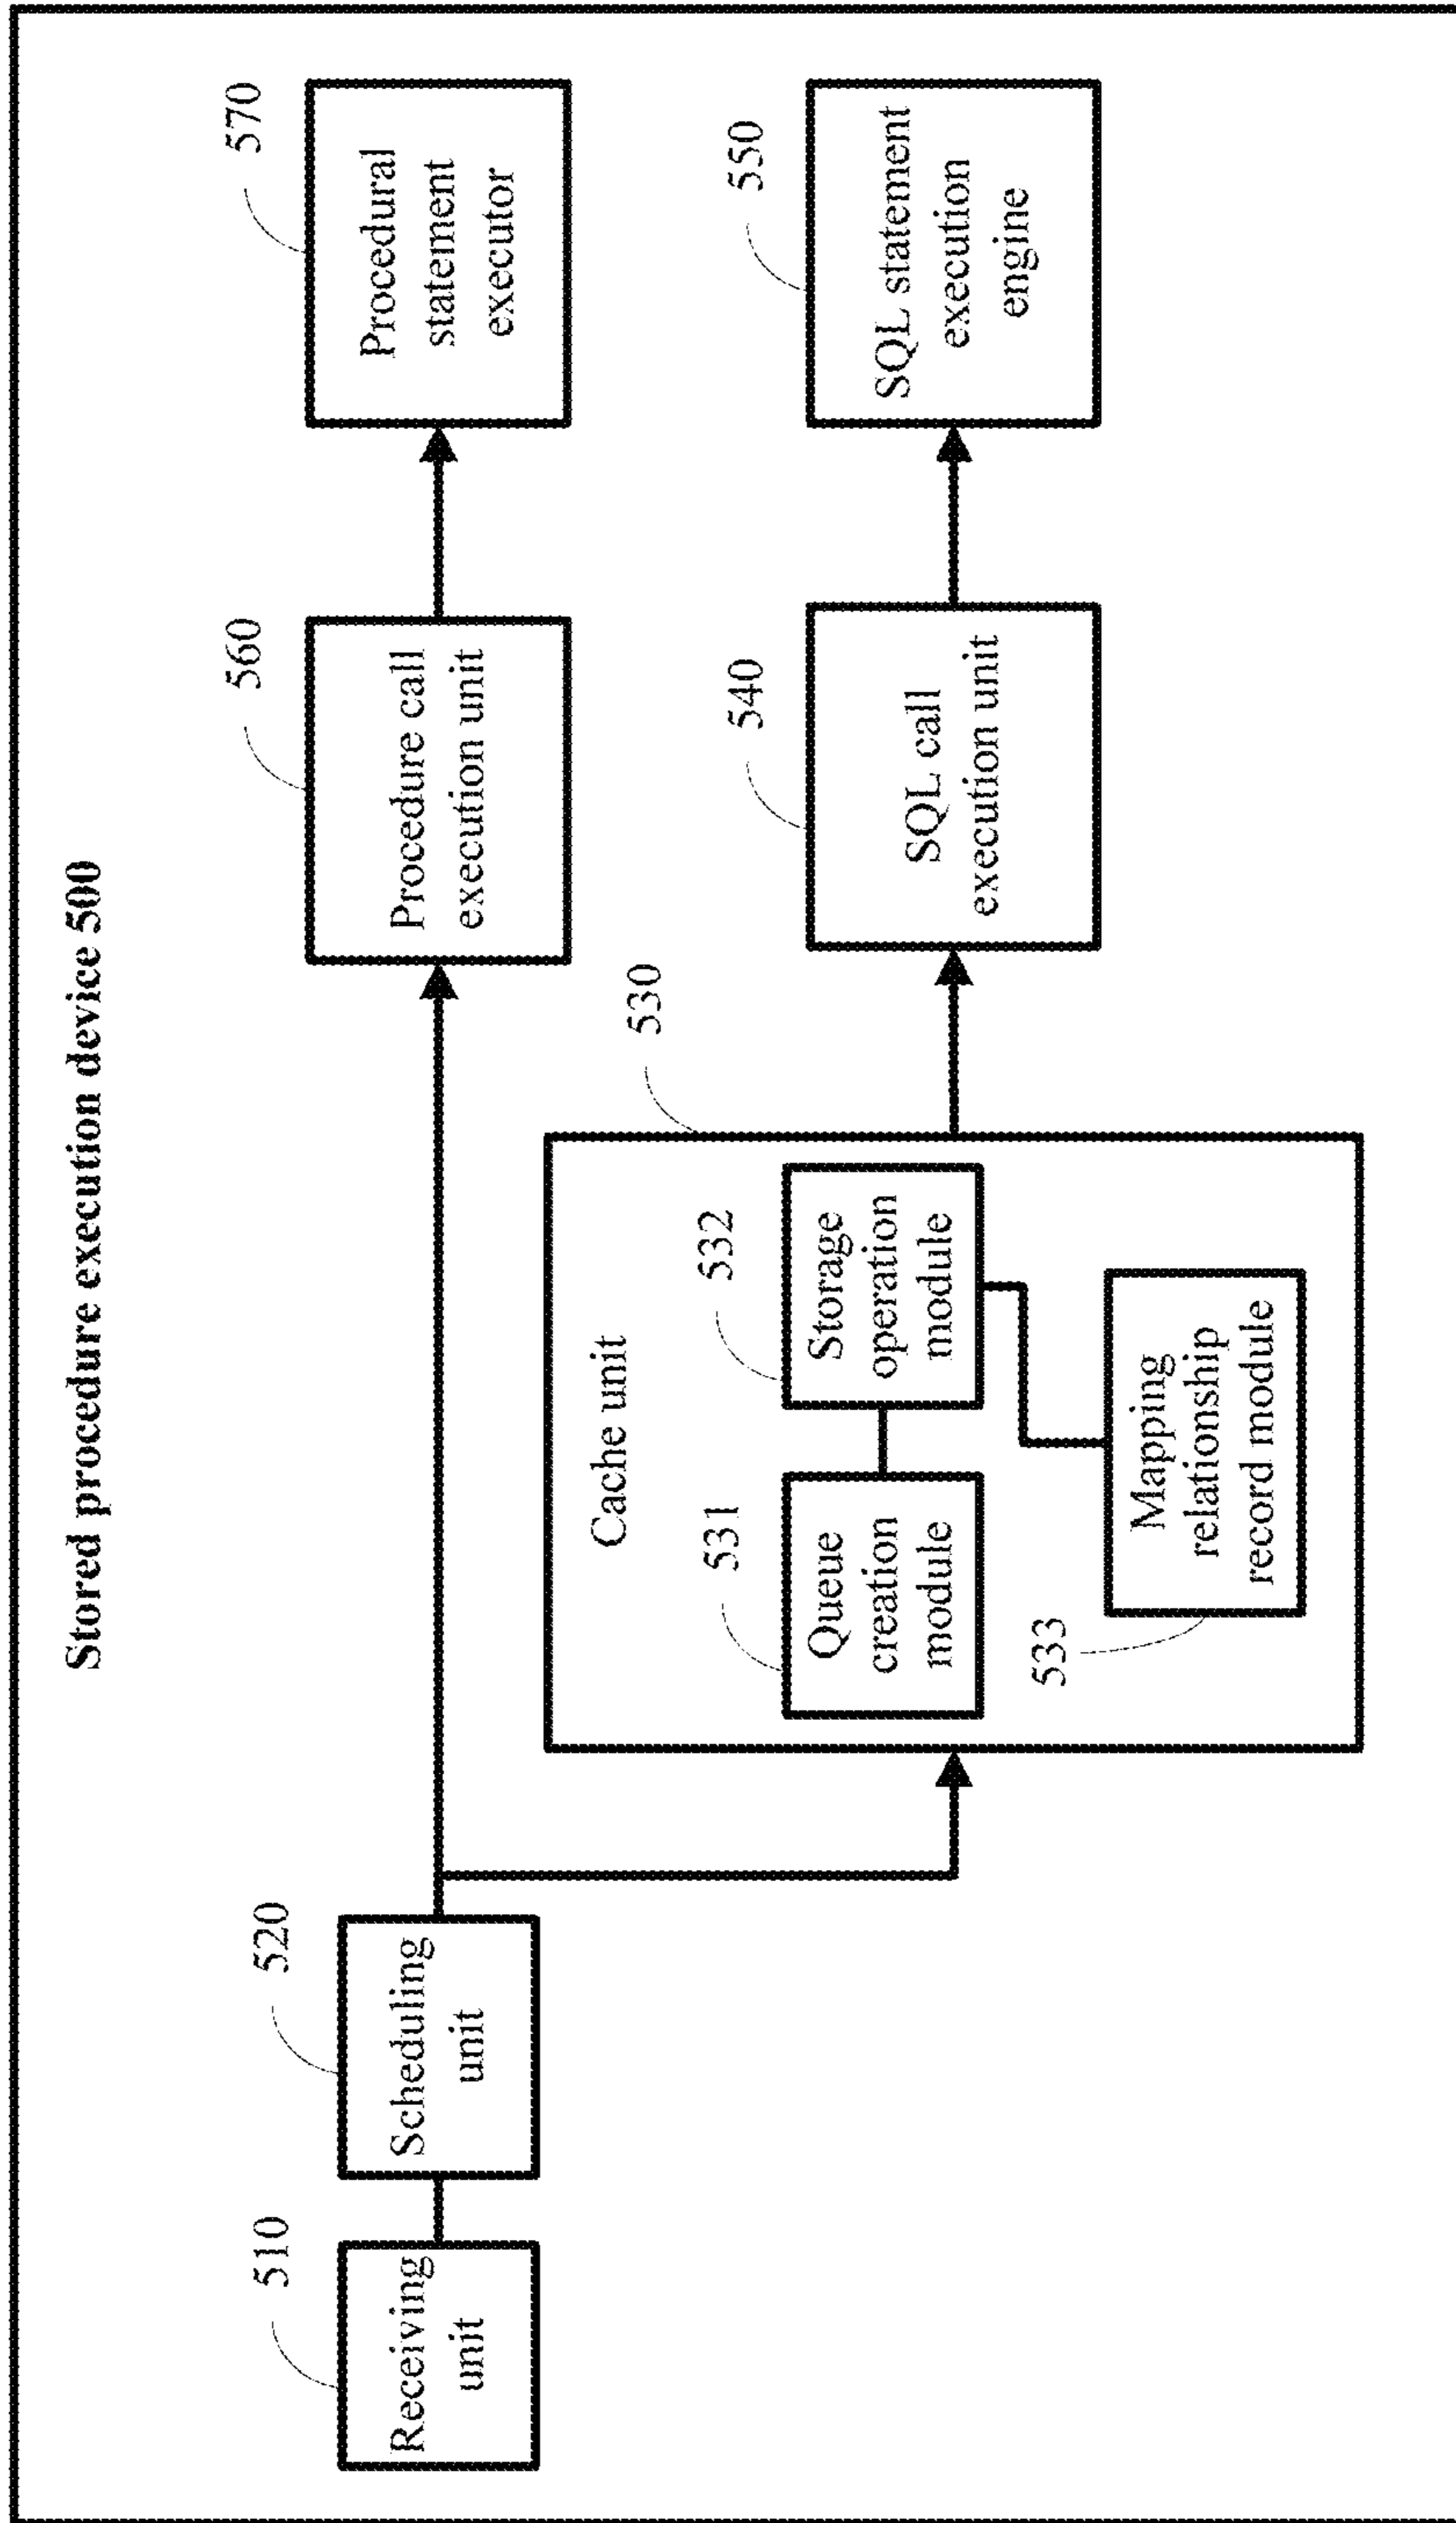 Stored procedure execution device 500
510
Receiving
unit
520
Scheduling
unit
560
Procedure call
execution unit
570
Procedural
statement
executor
530
Cache unit
531
Queue
creation
module
532
Storage
operation
module
533
Mapping
relationship
record module
540
SQL call
execution unit
550
SQL statement
execution
engine